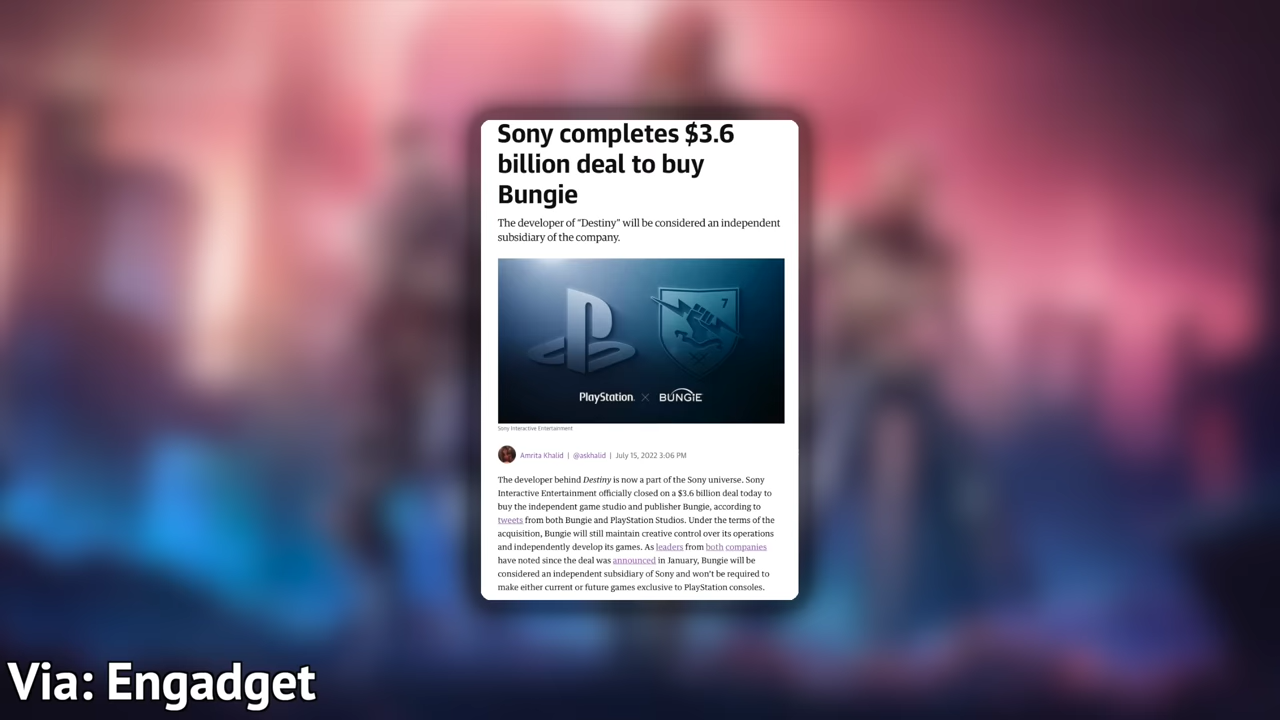 Sony completes $3.6
billion deal to buy
Bungie
The developer of “Destiny” will be considered an independent
subsidiary of the company.
7
PlayStation. X BUNGIE
Sony Interactive Entertainment
Amrita Khalid | @askhalid | July 15, 2022 3:06 PM
The developer behind Destiny is now a part of the Sony universe. Sony
Interactive Entertainment officially closed on a $3.6 billion deal today to
buy the independent game studio and publisher Bungie, according to
tweets from both Bungie and PlayStation Studios. Under the terms of the
acquisition, Bungie will still maintain creative control over its operations
and independently develop its games. As leaders from both companies
have noted since the deal was announced in January, Bungie will be
considered an independent subsidiary of Sony and won't be required to
make either current or future games exclusive to PlayStation consoles.
Via: Engadget